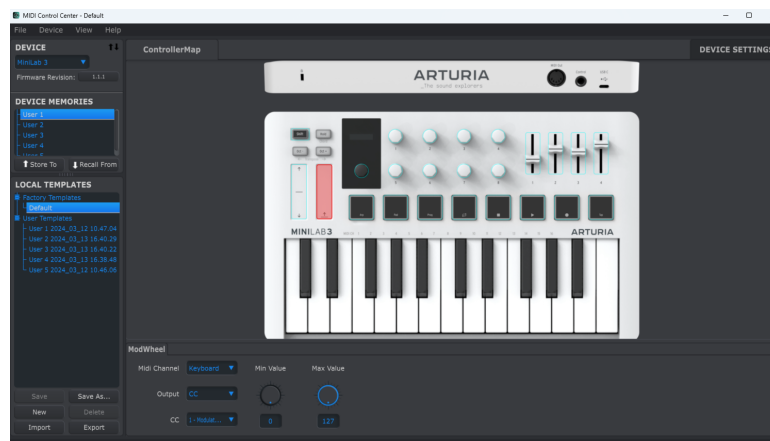 MIDI Control Center - Default
File Device View Help
DEVICE
MiniLab 3
Firmware Revision: 1.1.1
DEVICE MEMORIES
User 1
User 2
User 3
User 4
Store To Recall From
LOCAL TEMPLATES
Factory Templates
Default
User Templates
User 1 2024_03_12 10.47.04
User 2 2024_03_13 16.40.29
User 3 2024_03_13 16.40.22
User 4 2024_03_13 16.38.48
User 5 2024_03_12 10.48.06
Save Save As...
New Delete
Import Export
ControllerMap
DEVICE SETTINGS
ARTURIA
_The sound explorers
MINILAB3
ARTURIA
ModWheel
Midi Channel Keyboard Min Value Max Value
Output CC
CC 1 - Modulat... 0 127